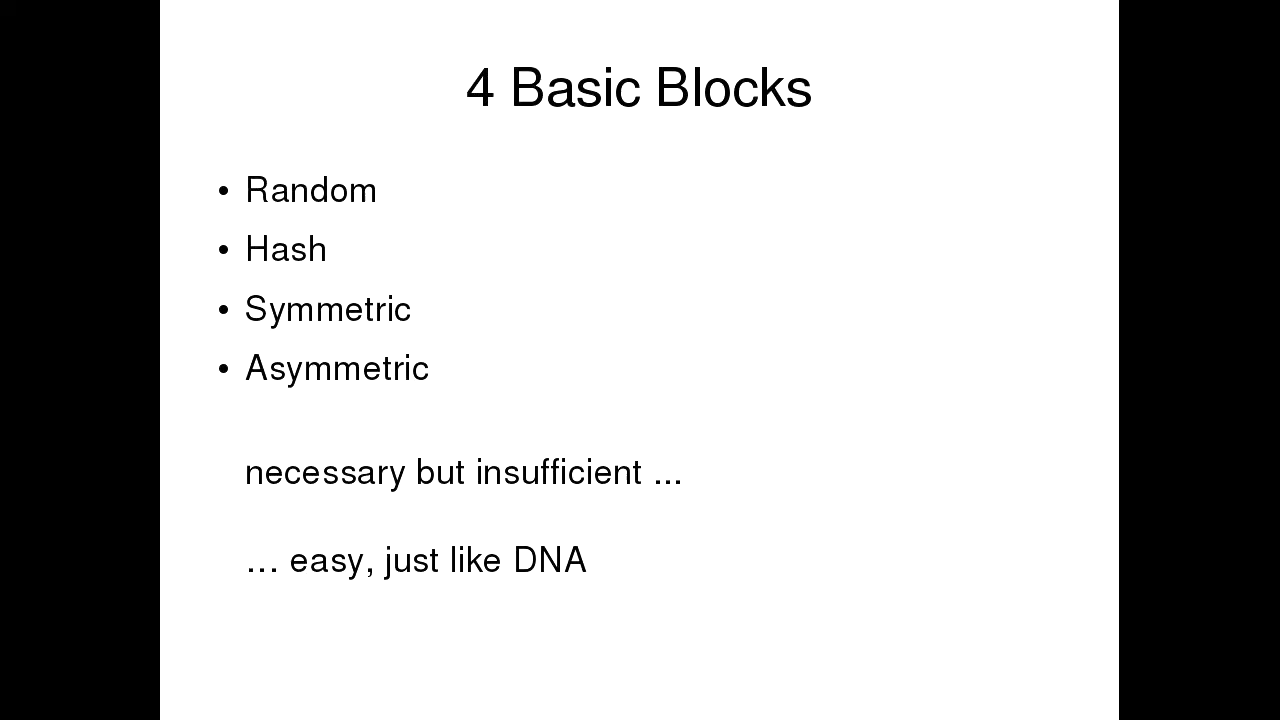 4 Basic Blocks
• Random
• Hash
• Symmetric
• Asymmetric
necessary but insufficient ...
... easy, just like DNA